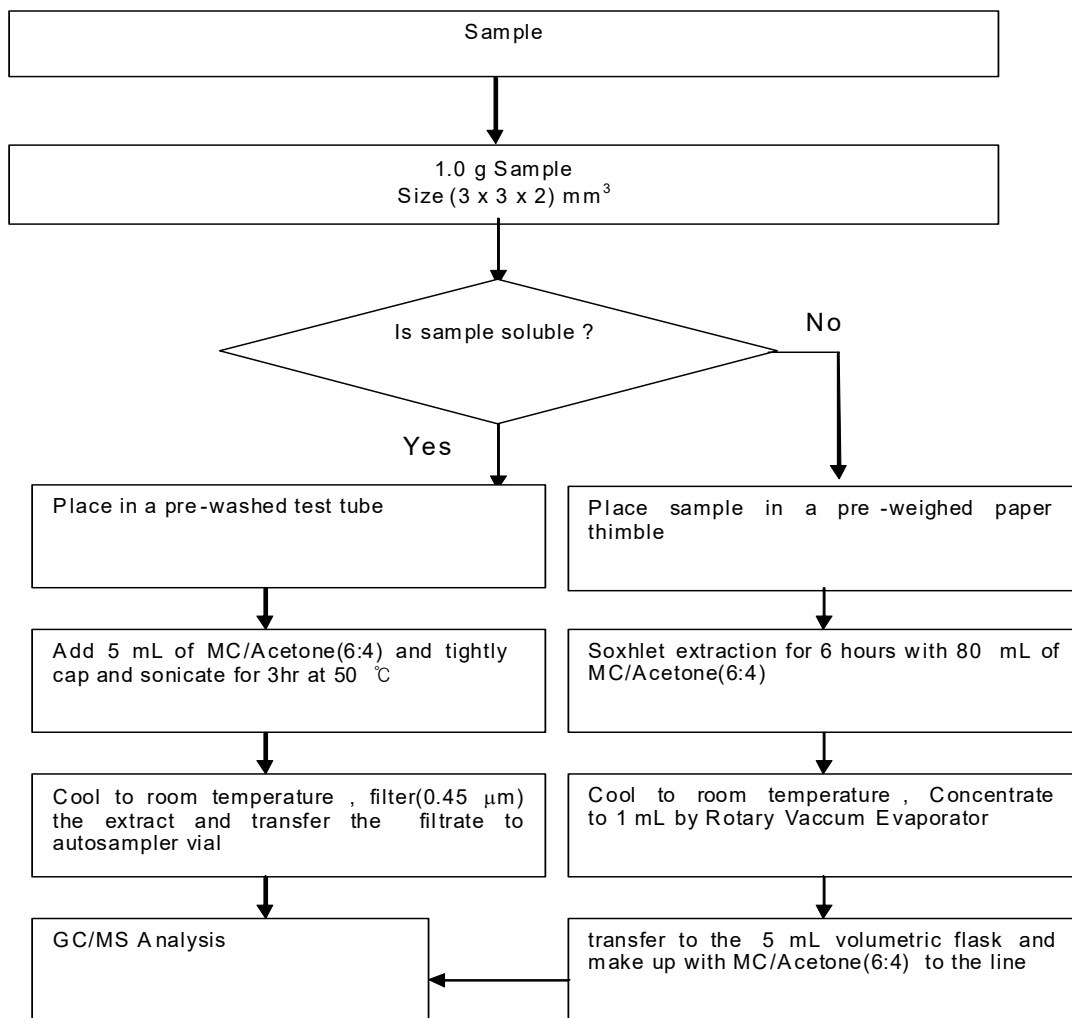 Sample
1.0 g Sample
Size (3 x 3 x 2) mm³
Is sample soluble ?
No
Yes
Place in a pre-washed test tube
Place sample in a pre-weighed paper
thimble
Add 5 mL of MC/Acetone(6:4) and tightly
cap and sonicate for 3hr at 50 ℃
Soxhlet extraction for 6 hours with 80 mL of
MC/Acetone(6:4)
Cool to room temperature , filter(0.45 μm)
the extract and transfer the filtrate to
autosampler vial
Cool to room temperature , Concentrate
to 1 mL by Rotary Vaccum Evaporator
GC/MS Analysis
transfer to the 5 mL volumetric flask and
make up with MC/Acetone(6:4) to the line